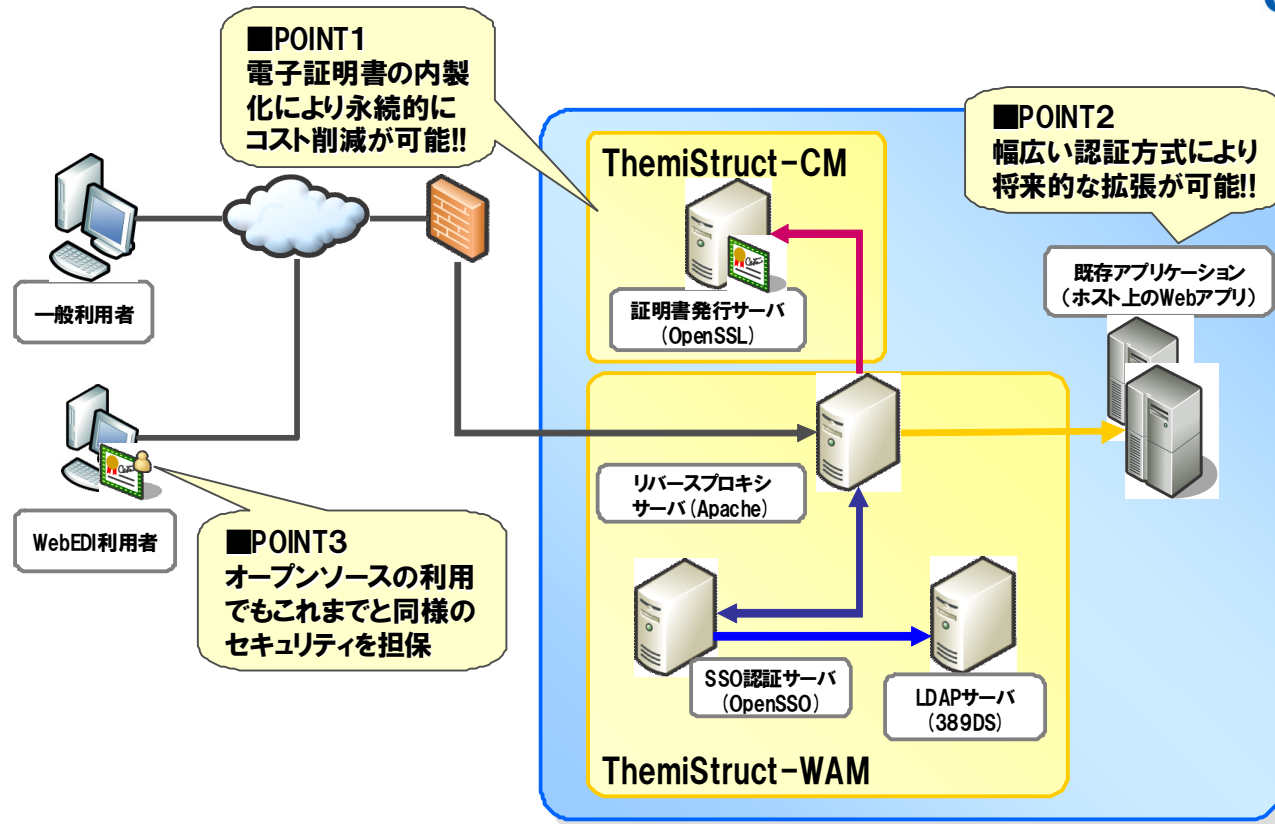 ■POINT1
電子証明書の内製
化により永続的に
コスト削減が可能!!
■POINT2
幅広い認証方式により
将来的な拡張が可能!!
ThemiStruct-CM
証明書発行サーバ
(OpenSSL)
既存アプリケーション
(ホスト上のWebアプリ)
一般利用者
リバースプロキシ
サーバ(Apache)
WebEDI利用者
■POINT3
オープンソースの利用
でもこれまでと同様の
セキュリティを担保
SSO認証サーバ
(OpenSSO)
LDAPサーバ
(389DS)
ThemiStruct-WAM